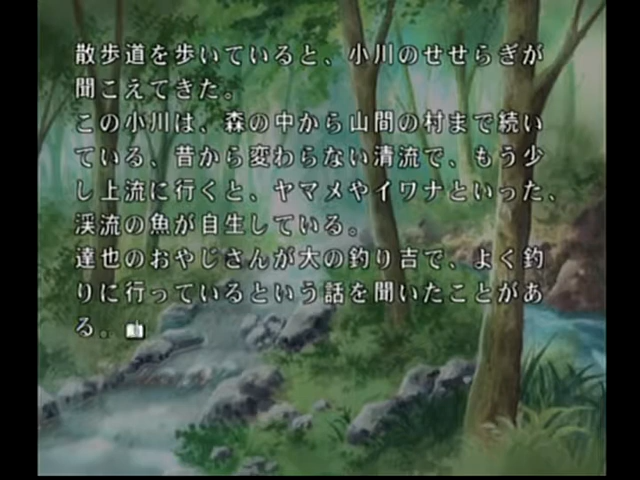 散歩道を歩いていると、小川のせせらぎが
聞こえてきた。
この小川は、森の中から山間の村まで続い
ている、昔から変わらない清流で、もう少
し上流に行くと、ヤマメやイワナといった、
渓流の魚が自生している。
達也のおやじさんが大の釣り吉で、よく釣
りに行っているという話を聞いたことがあ
る。